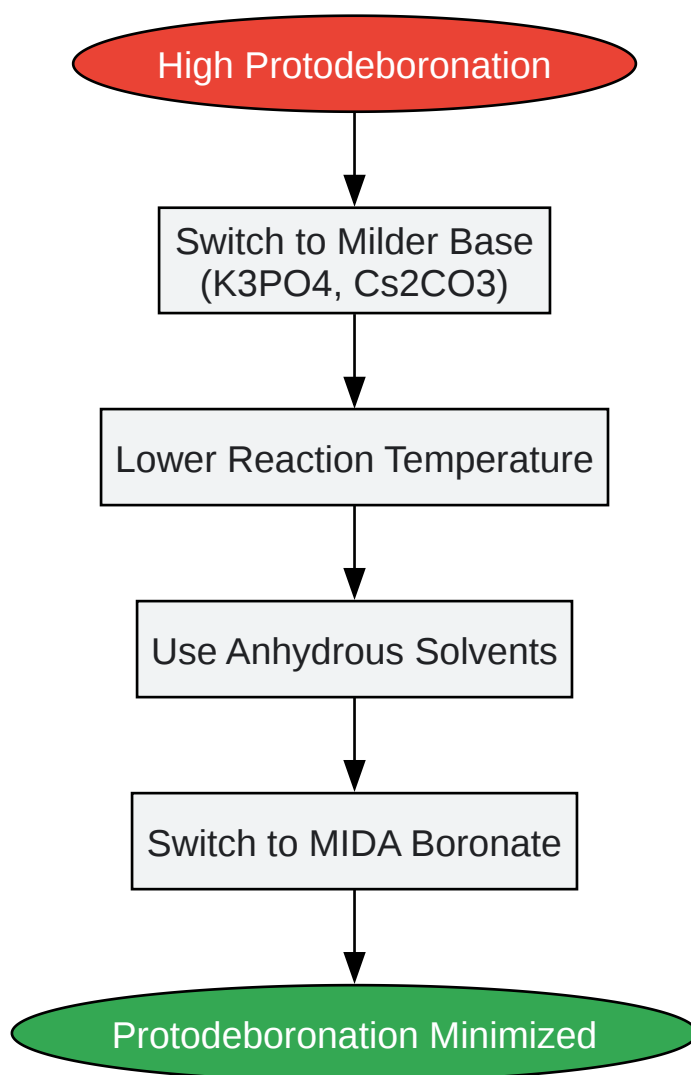 High Protodeboronation
Switch to Milder Base
(K3PO4, Cs2CO3)
Lower Reaction Temperature
Use Anhydrous Solvents
Switch to MIDA Boronate
Protodeboronation Minimized